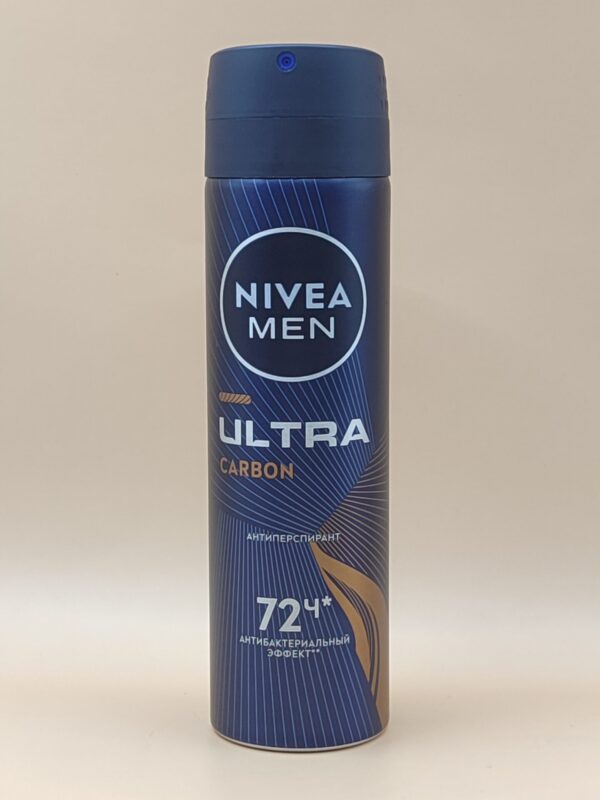 NIVEA
MEN
ULTRA
CARBON
АНТИПЕРСПИРАНТ
72Ч*
АНТИБАКТЕРИАЛЬНЫЙ
ЭФФЕКТ**